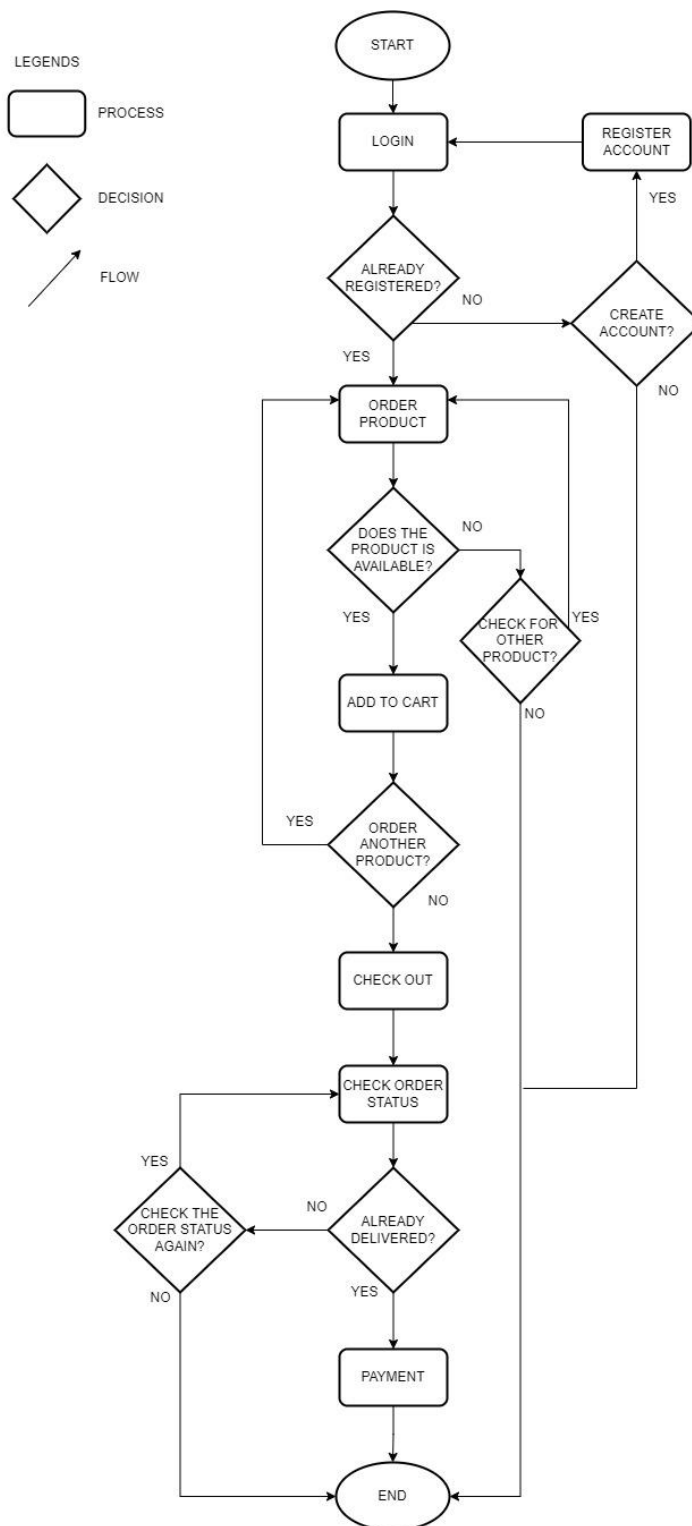 START
LEGENDS
PROCESS
LOGIN
REGISTER
ACCOUNT
DECISION
YES
FLOW
ALREADY
REGISTERED?
NO
CREATE
ACCOUNT?
YES
NO
ORDER
PRODUCT
DOES THE
PRODUCT IS
AVAILABLE?
NO
YES
CHECK FOR
OTHER
PRODUCT?
YES
ADD TO CART
NO
YES
ORDER
ANOTHER
PRODUCT?
NO
CHECK OUT
CHECK ORDER
STATUS
YES
CHECK THE
ORDER STATUS
AGAIN?
NO
ALREADY
DELIVERED?
NO
YES
PAYMENT
END